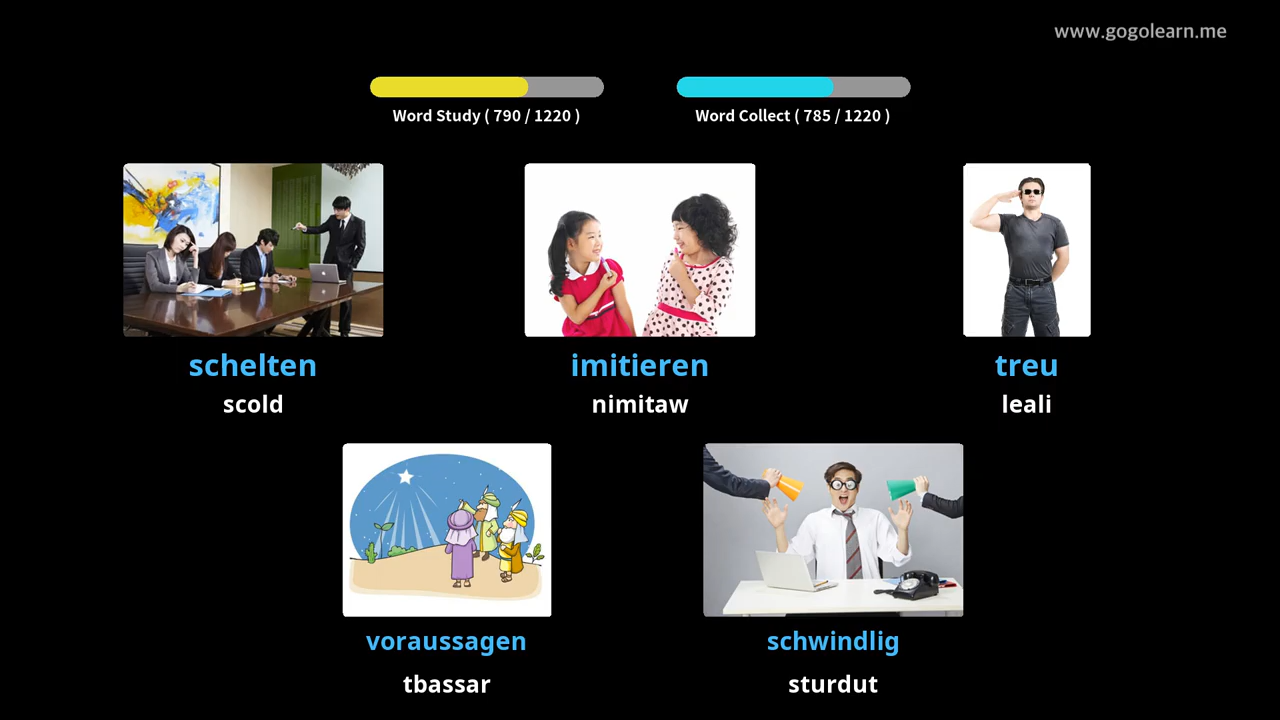 www.gogolearn.me
Word Study ( 790 / 1220 )
Word Collect ( 785 / 1220 )
schelten
scold
imitieren
nimitaw
treu
leali
voraussagen
tbassar
schwindlig
sturdut